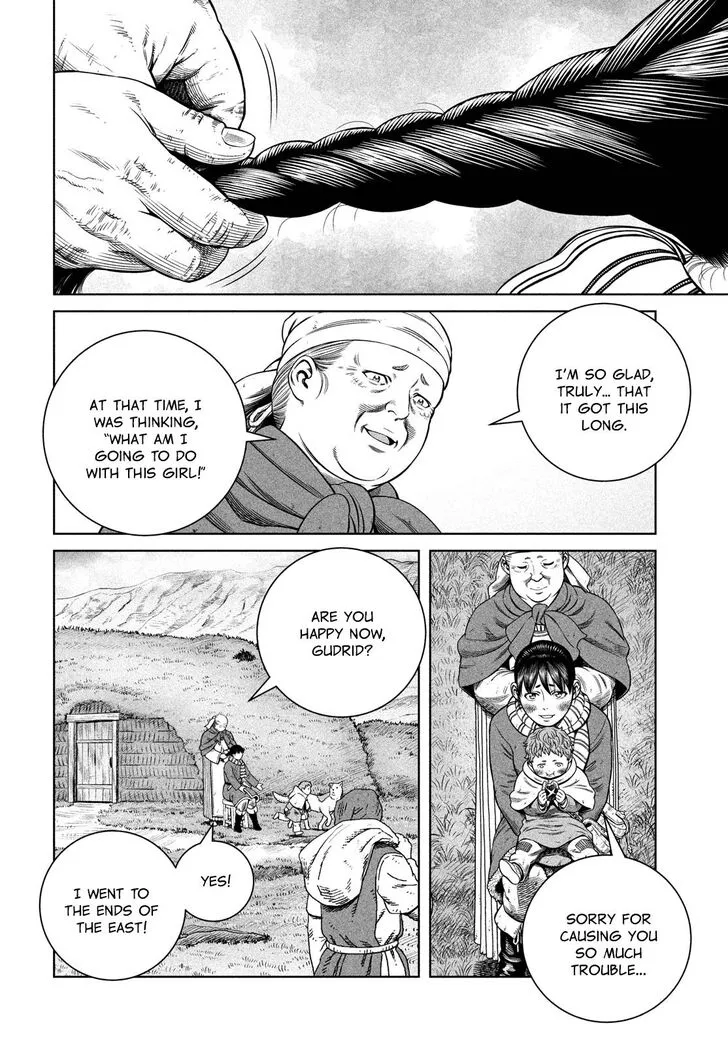 I'M SO GLAD,
TRULY... THAT
IT GOT THIS
LONG.
AT THAT TIME, I
WAS THINKING,
"WHAT AM I
GOING TO DO
WITH THIS GIRL!"
SORRY FOR
CAUSING YOU
SO MUCH
TROUBLE...
ARE YOU
HAPPY NOW,
GUDRID?
YES!
I WENT TO
THE ENDS OF
THE EAST!